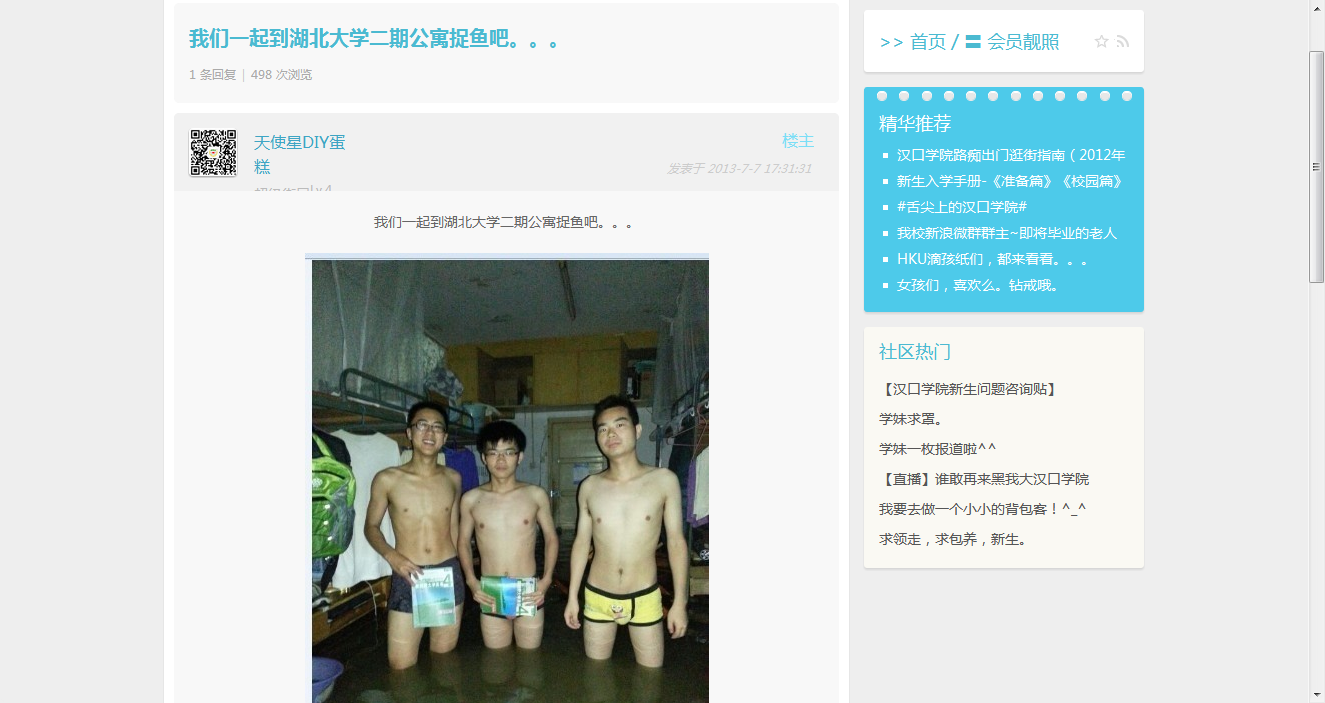 我们一起到湖北大学二期公寓捉鱼吧。。。
1 条回复 | 498 次浏览
天使星DIY蛋
糕
楼主
发表于 2013-7-7 17:31:31
我们一起到湖北大学二期公寓捉鱼吧。。。
4
>> 首页 / 会员靓照
精华推荐
汉口学院路痴出门逛街指南（2012年
新生入学手册-《准备篇》《校园篇》
#舌尖上的汉口学院#
我校新浪微群群主~即将毕业的老人
HKU滴孩纸们，都来看看。。。
女孩们，喜欢么。钻戒哦。
社区热门
【汉口学院新生问题咨询贴】
学妹求罩。
学妹一枚报道啦^^
【直播】谁敢再来黑我大汉口学院
我要去做一个小小的背包客！^_^
求领走，求包养，新生。